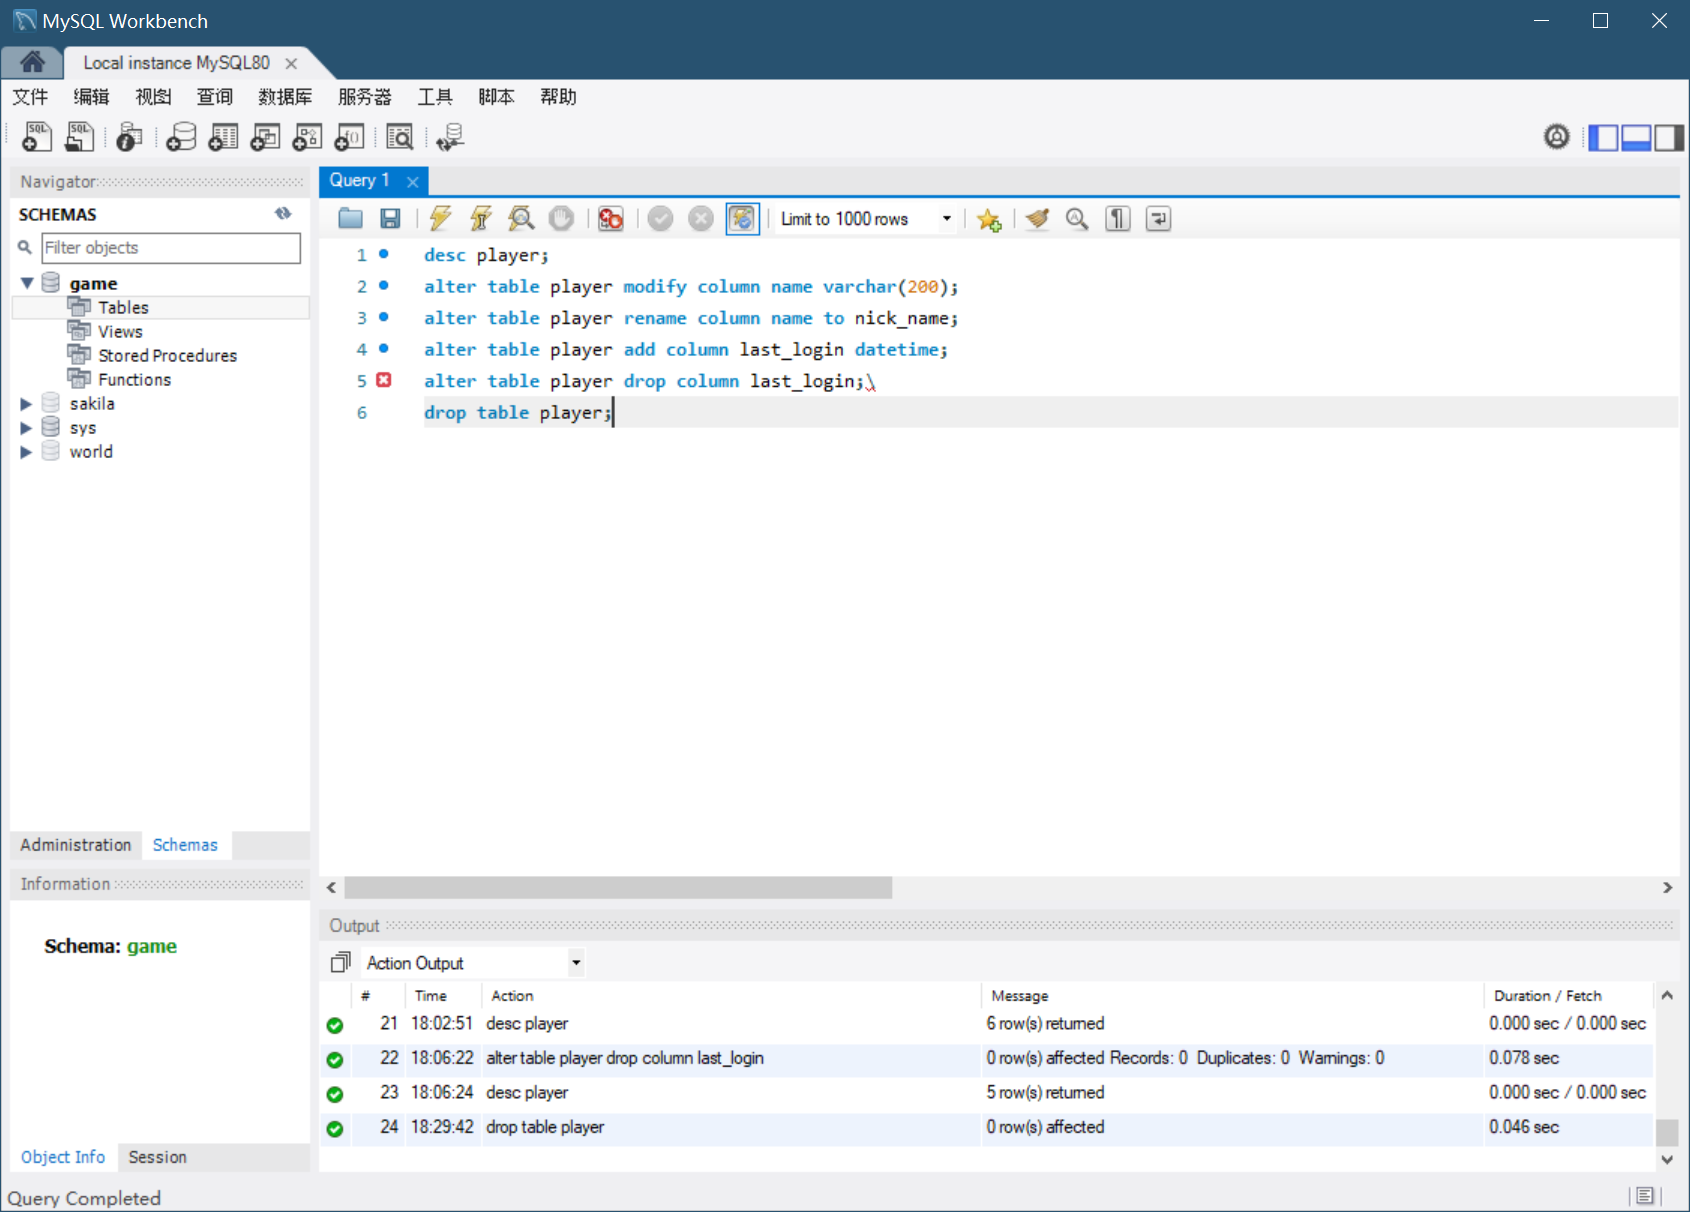 MySQL Workbench
Local instance MySQL80
文件 编辑 视图 查询 数据库 服务器 工具 脚本 帮助
Navigator
SCHEMAS
Filter objects
game
Tables
Views
Stored Procedures
Functions
sakila
sys
world
Administration Schemas
Information
Schema: game
Object Info Session
Query 1
Limit to 1000 rows
1 desc player;
2 alter table player modify column name varchar(200);
3 alter table player rename column name to nick_name;
4 alter table player add column last_login datetime;
5 alter table player drop column last_login;\
6 drop table player;
Output
Action Output
# Time Action Message Duration / Fetch
21 18:02:51 desc player 6 row(s) returned 0.000 sec / 0.000 sec
22 18:06:22 alter table player drop column last_login 0 row(s) affected Records: 0 Duplicates: 0 Warnings: 0 0.078 sec
23 18:06:24 desc player 5 row(s) returned 0.000 sec / 0.000 sec
24 18:29:42 drop table player 0 row(s) affected 0.046 sec
Query Completed